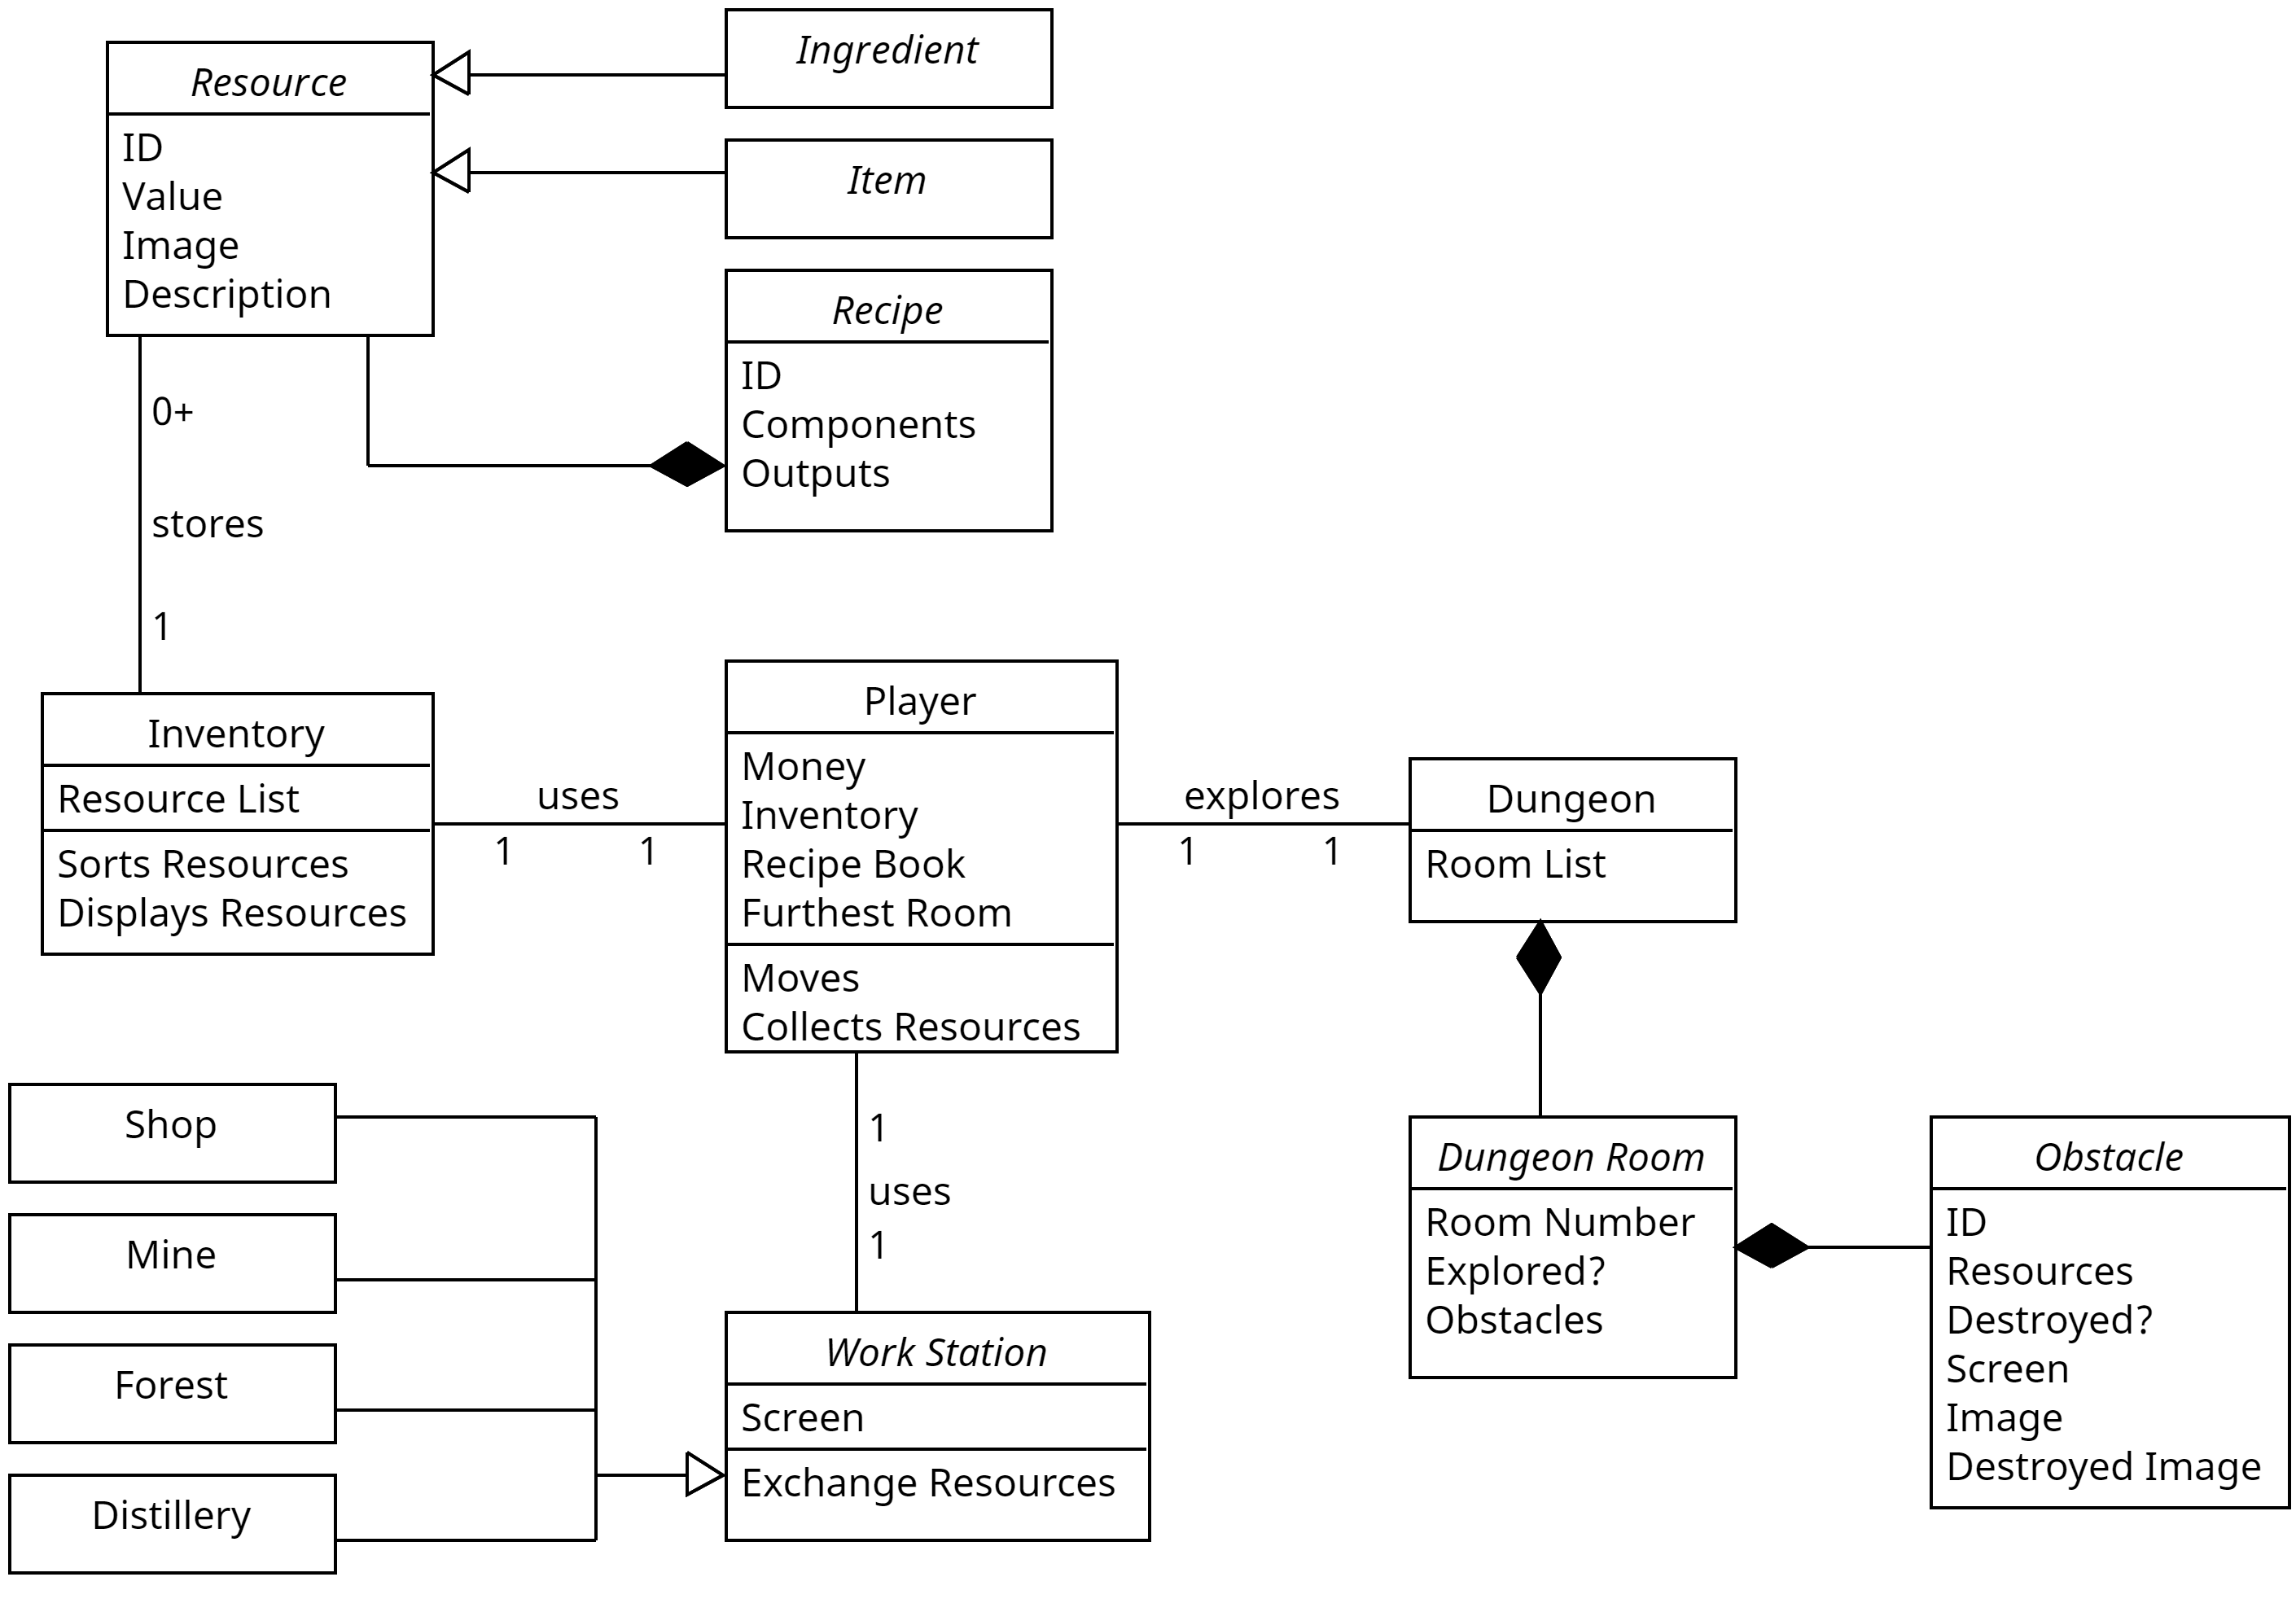 Ingredient
Resource
ID
Value
Image
Description
Item
Recipe
ID
Components
Outputs
0+
stores
1
Inventory
Resource List
Sorts Resources
Displays Resources
uses
1 1
Player
Money
Inventory
Recipe Book
Furthest Room
Moves
Collects Resources
explores
1 1
Dungeon
Room List
Shop
Mine
Forest
Distillery
1
uses
1
Work Station
Screen
Exchange Resources
Dungeon Room
Room Number
Explored?
Obstacles
Obstacle
ID
Resources
Destroyed?
Screen
Image
Destroyed Image